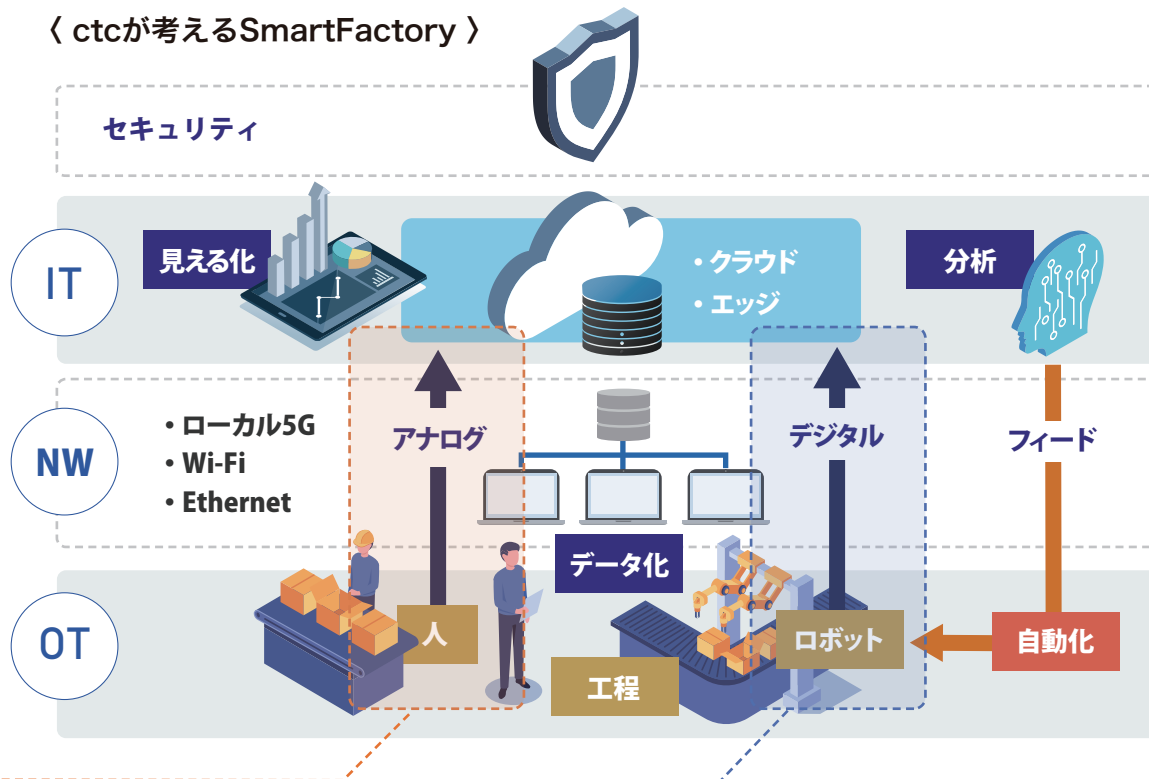 〈 ctcが考えるSmartFactory 〉
セキュリティ
IT
見える化
・クラウド
・エッジ
分析
NW
・ローカル5G
・Wi-Fi
・Ethernet
アナログ
デジタル
フィード
データ化
OT
人
工程
ロボット
自動化